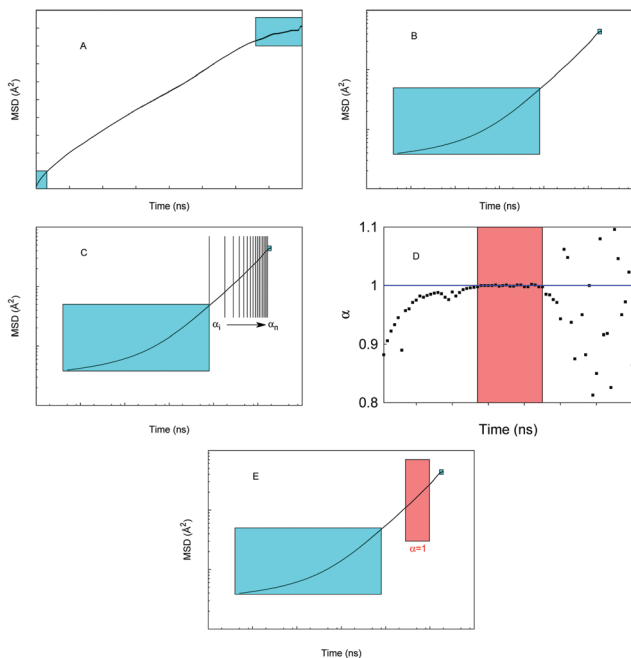 A
MSD (Å²)
Time (ns)
B
MSD (Å²)
Time (ns)
C
αi
αn
MSD (Å²)
Time (ns)
D
1.1
1
0.9
0.8
α
Time (ns)
E
α=1
MSD (Å²)
Time (ns)